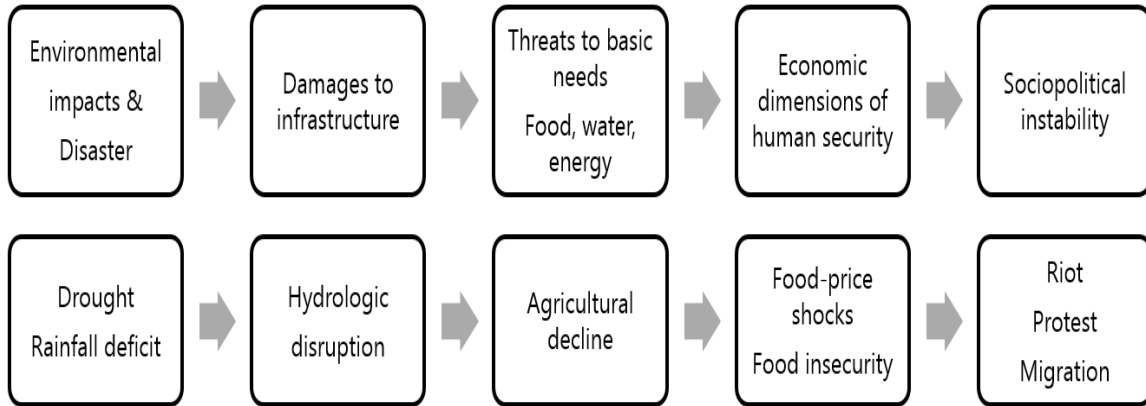 Environmental
impacts &
Disaster
Damages to
infrastructure
Threats to basic
needs
Food, water,
energy
Economic
dimensions of
human security
Sociopolitical
instability
Drought
Rainfall deficit
Hydrologic
disruption
Agricultural
decline
Food-price
shocks
Food insecurity
Riot
Protest
Migration